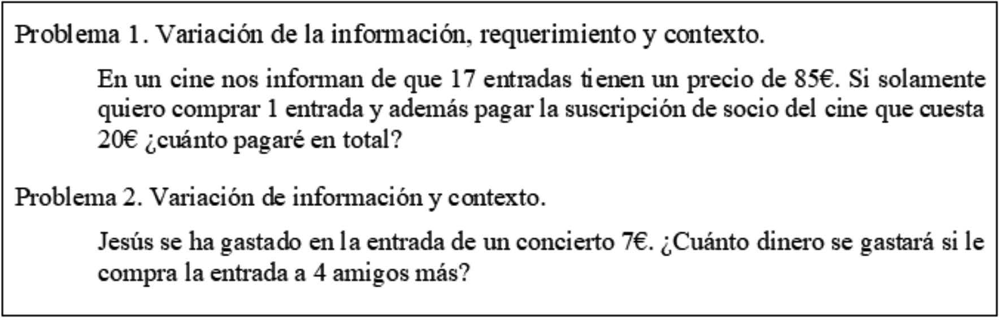 Problema 1. Variación de la información, requerimiento y contexto.
En un cine nos informan de que 17 entradas tienen un precio de 85€. Si solamente
quiero comprar 1 entrada y además pagar la suscripción de socio del cine que cuesta
20€ ¿cuánto pagaré en total?
Problema 2. Variación de información y contexto.
Jesús se ha gastado en la entrada de un concierto 7€. ¿Cuánto dinero se gastará si le
compra la entrada a 4 amigos más?